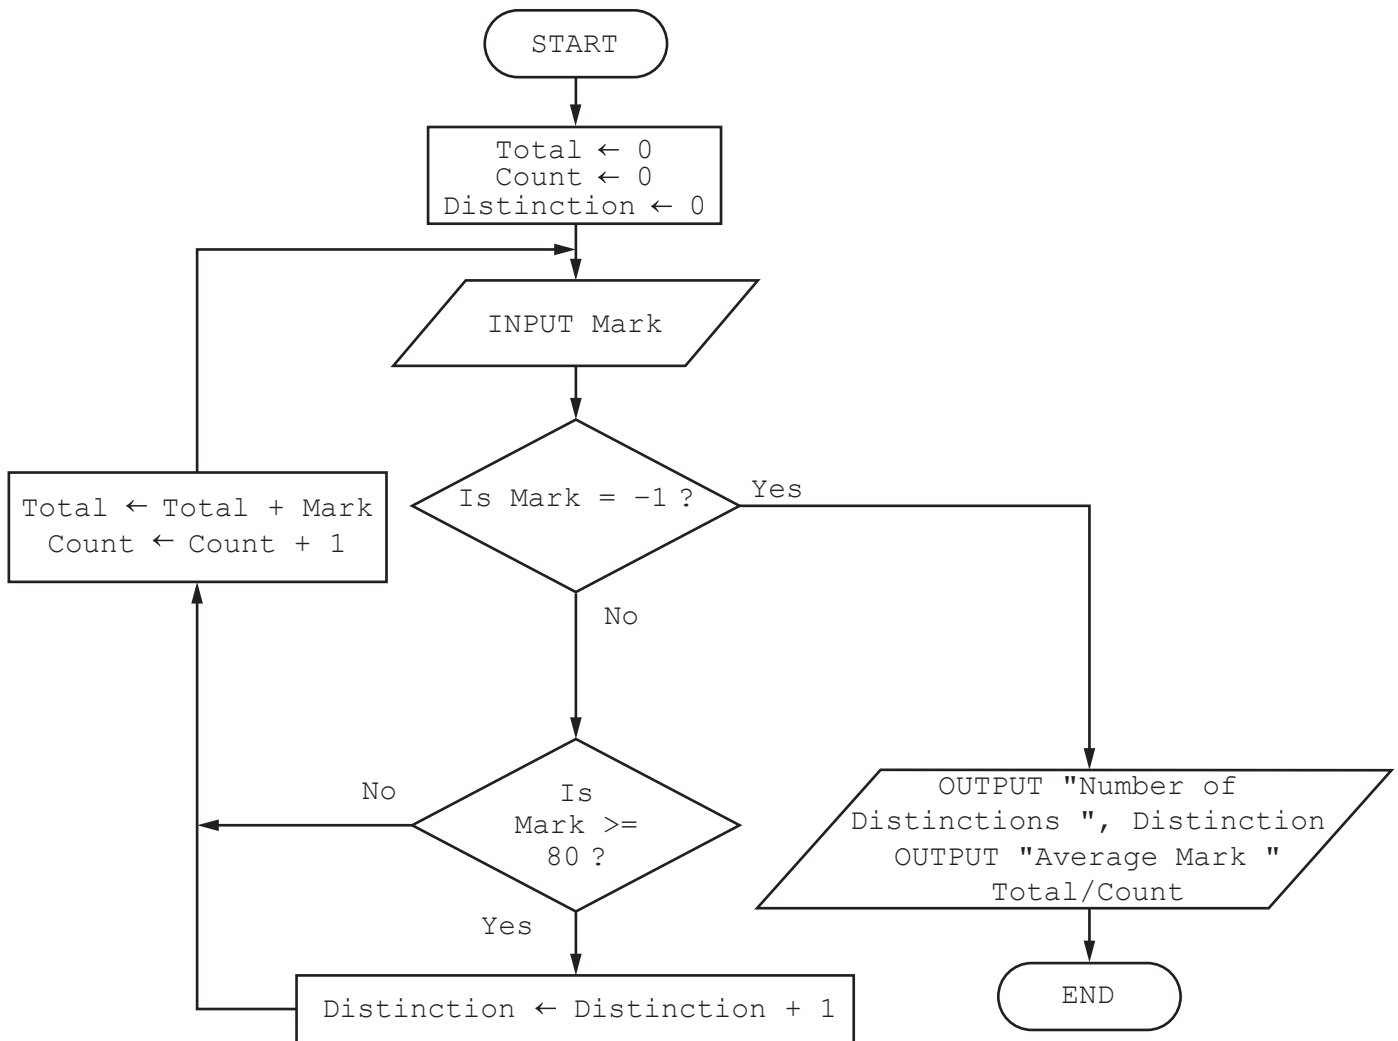 START
Total ← 0
Count ← 0
Distinction ← 0
INPUT Mark
Is Mark = –1 ?
Yes
No
Total ← Total + Mark
Count ← Count + 1
Is
Mark >=
80 ?
No
Yes
Distinction ← Distinction + 1
OUTPUT "Number of
Distinctions ", Distinction
OUTPUT "Average Mark "
Total/Count
END